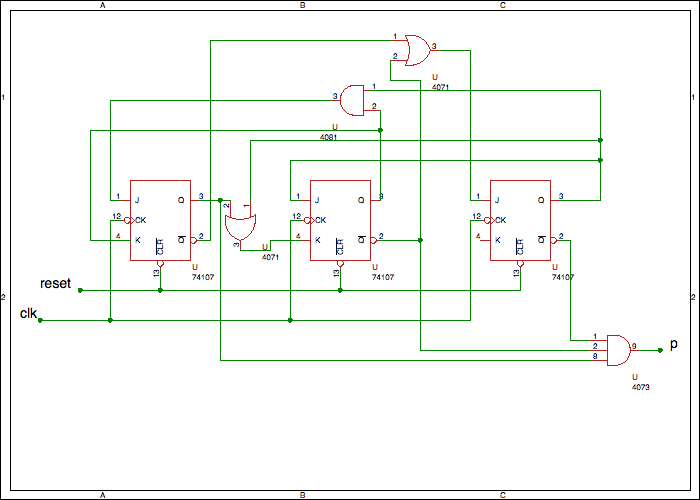 A B C
1 3
2
U
4071
1 1
3 1
2
U
4081
1 J Q 3
2 1
1 J Q 3
1 J Q 3
12 CK
12 CK
12 CK
4 K CLR Q 2
3
4 K CLR Q 2
4 K CLR Q 2
U
4071
13
13
13
U
74107
U
74107
U
74107
reset
2 2
clk
1
2 9 p
8
U
4073
A B C